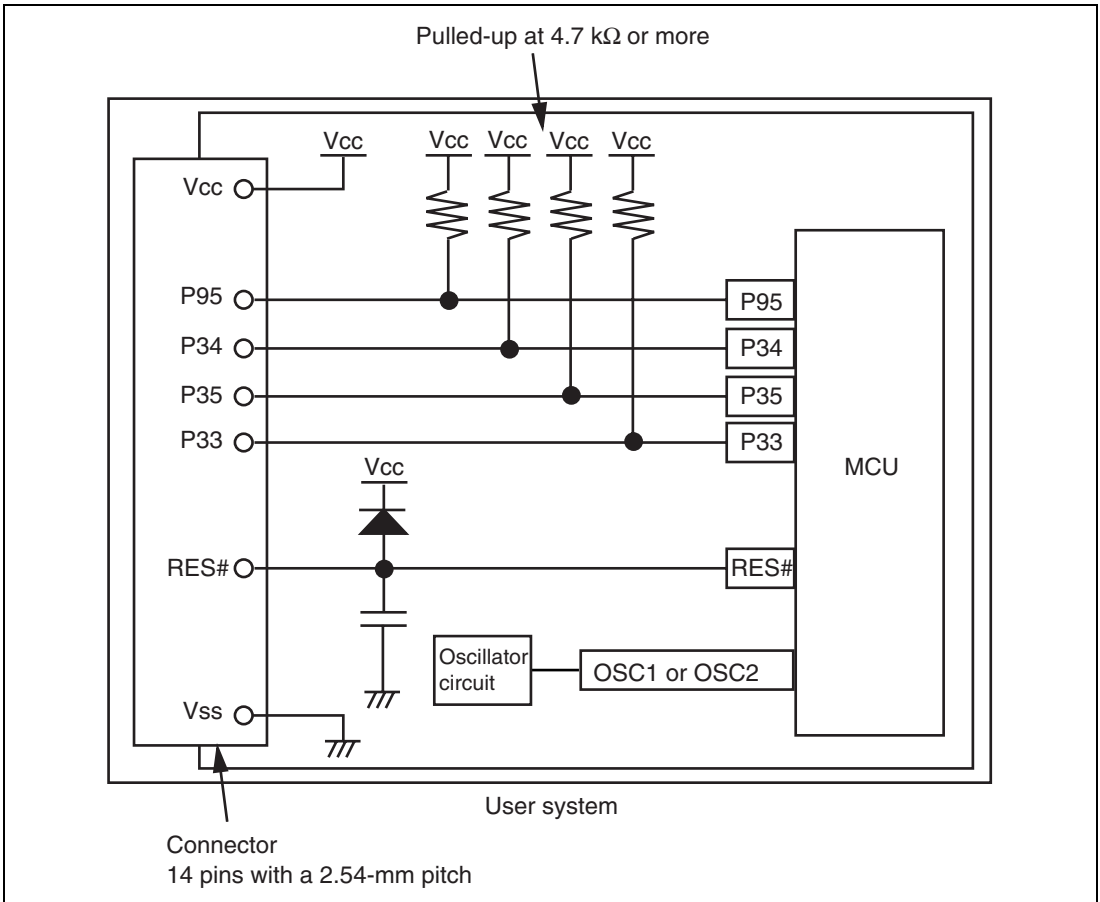 Pulled-up at 4.7 kΩ or more
Vcc
Vcc
Vcc
Vcc
Vcc
Vcc
P95
P95
P34
P34
P35
P35
P33
P33
MCU
Vcc
RES#
RES#
Oscillator
circuit
OSC1 or OSC2
Vss
User system
Connector
14 pins with a 2.54-mm pitch